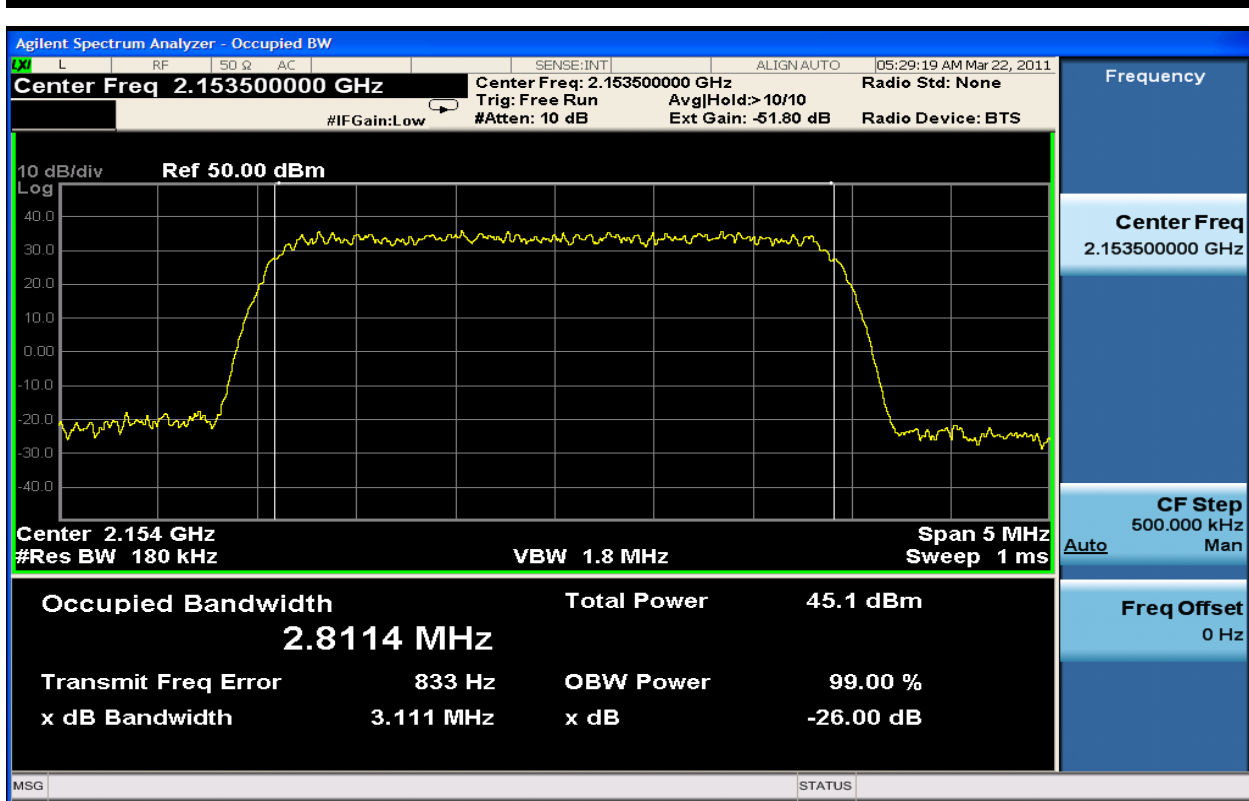 Agilent Spectrum Analyzer - Occupied BW
LXI L RF 50 Ω AC SENSE:INT ALIGN AUTO 05:29:19 AM Mar 22, 2011
Center Freq 2.153500000 GHz
#IFGain:Low
Center Freq: 2.153500000 GHz
Trig: Free Run Avg|Hold:>10/10
#Atten: 10 dB Ext Gain: -51.80 dB
Radio Std: None
Radio Device: BTS
10 dB/div Ref 50.00 dBm
Log
40.0
30.0
20.0
10.0
0.00
-10.0
-20.0
-30.0
-40.0
Center 2.154 GHz Span 5 MHz
#Res BW 180 kHz VBW 1.8 MHz Sweep 1 ms
Occupied Bandwidth Total Power 45.1 dBm
2.8114 MHz
Transmit Freq Error 833 Hz OBW Power 99.00 %
x dB Bandwidth 3.111 MHz x dB -26.00 dB
Frequency
Center Freq
2.153500000 GHz
CF Step
500.000 kHz
Auto Man
Freq Offset
0 Hz
MSG STATUS